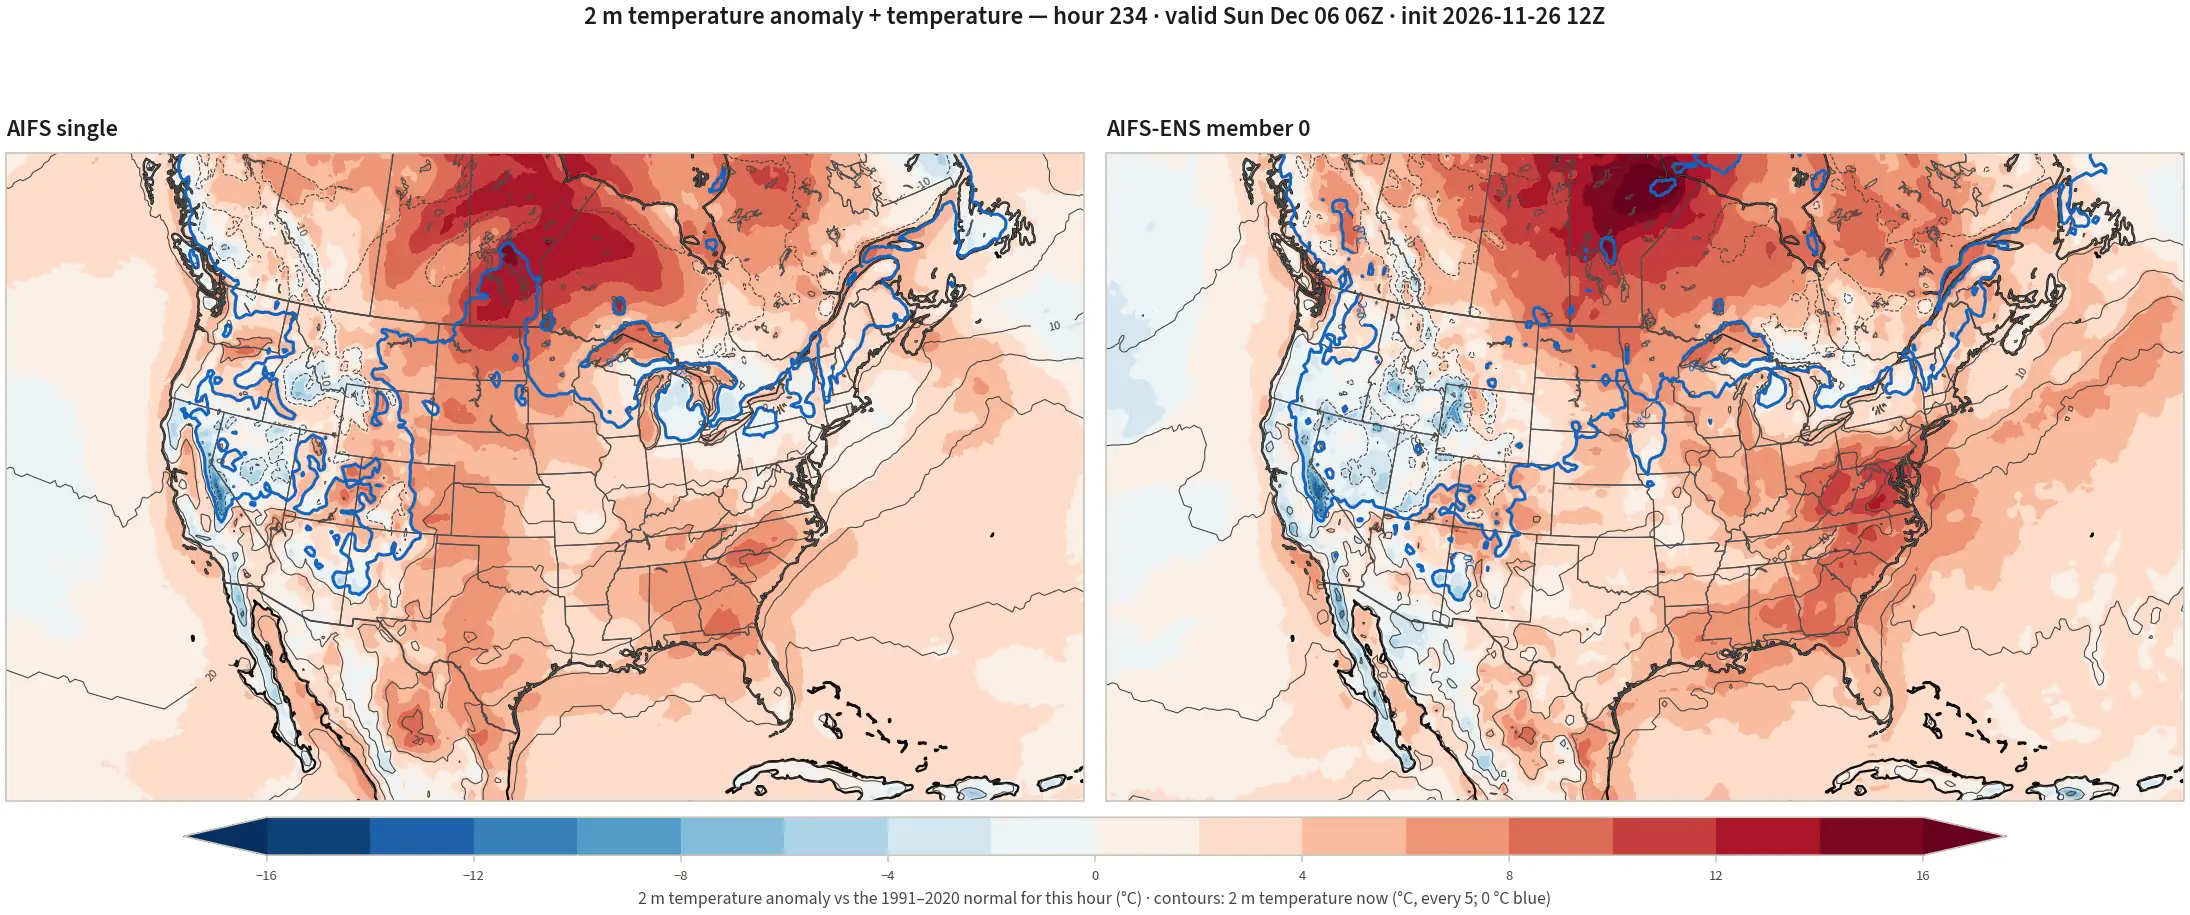 2 m temperature anomaly + temperature — hour 234 · valid Sun Dec 06 06Z · init 2026-11-26 12Z
AIFS single
AIFS-ENS member 0
−16
−12
−8
−4
0
4
8
12
16
2 m temperature anomaly vs the 1991–2020 normal for this hour (°C) · contours: 2 m temperature now (°C, every 5; 0 °C blue)